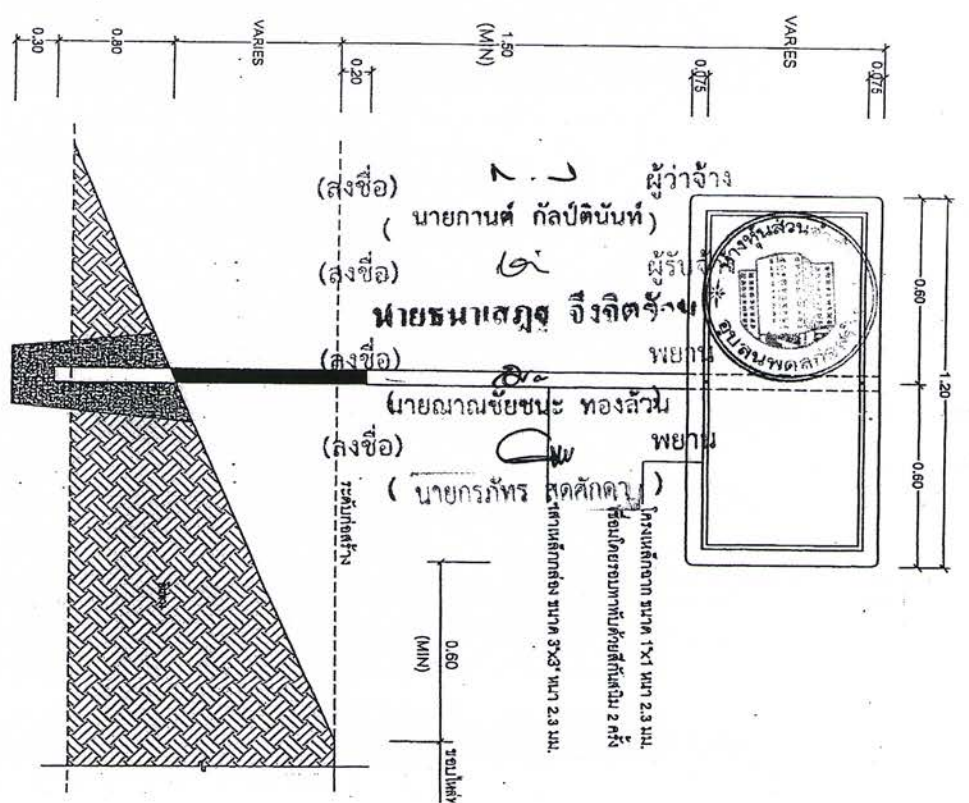 VARIES
0.075
1.50
(MIN)
0.075
0.20
VARIES
0.80
0.30
(ลงชื่อ) ผู้ว่าจ้าง
( นายกานต์ กัลป์ตินันท์ )
(ลงชื่อ) ผู้รับจ้าง
นายธนาเสฎฐ
(ลงชื่อ) พยาน
(นายณาณชัยชนะ ทองล้วน
(ลงชื่อ) พยาน
( นายกรภัทร สุดศักดา )
0.60
1.20
0.60
โครงเหล็กฉาก ขนาด 1"x1 หนา 2.3 มม.
เชื่อมโดยรอบทาทับด้วยสีกันสนิม 2 ครั้ง
เสาเหล็กกล่อง ขนาด 3"x3" หนา 2.3 มม.
ระดับก่อสร้าง
0.60
(MIN)